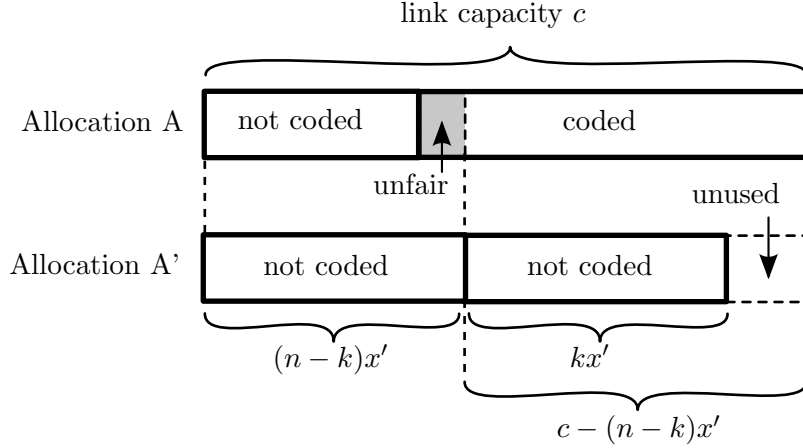 link capacity c
Allocation A
not coded
coded
unfair
unused
Allocation A'
not coded
not coded
(n − k)x′
kx′
c − (n − k)x′